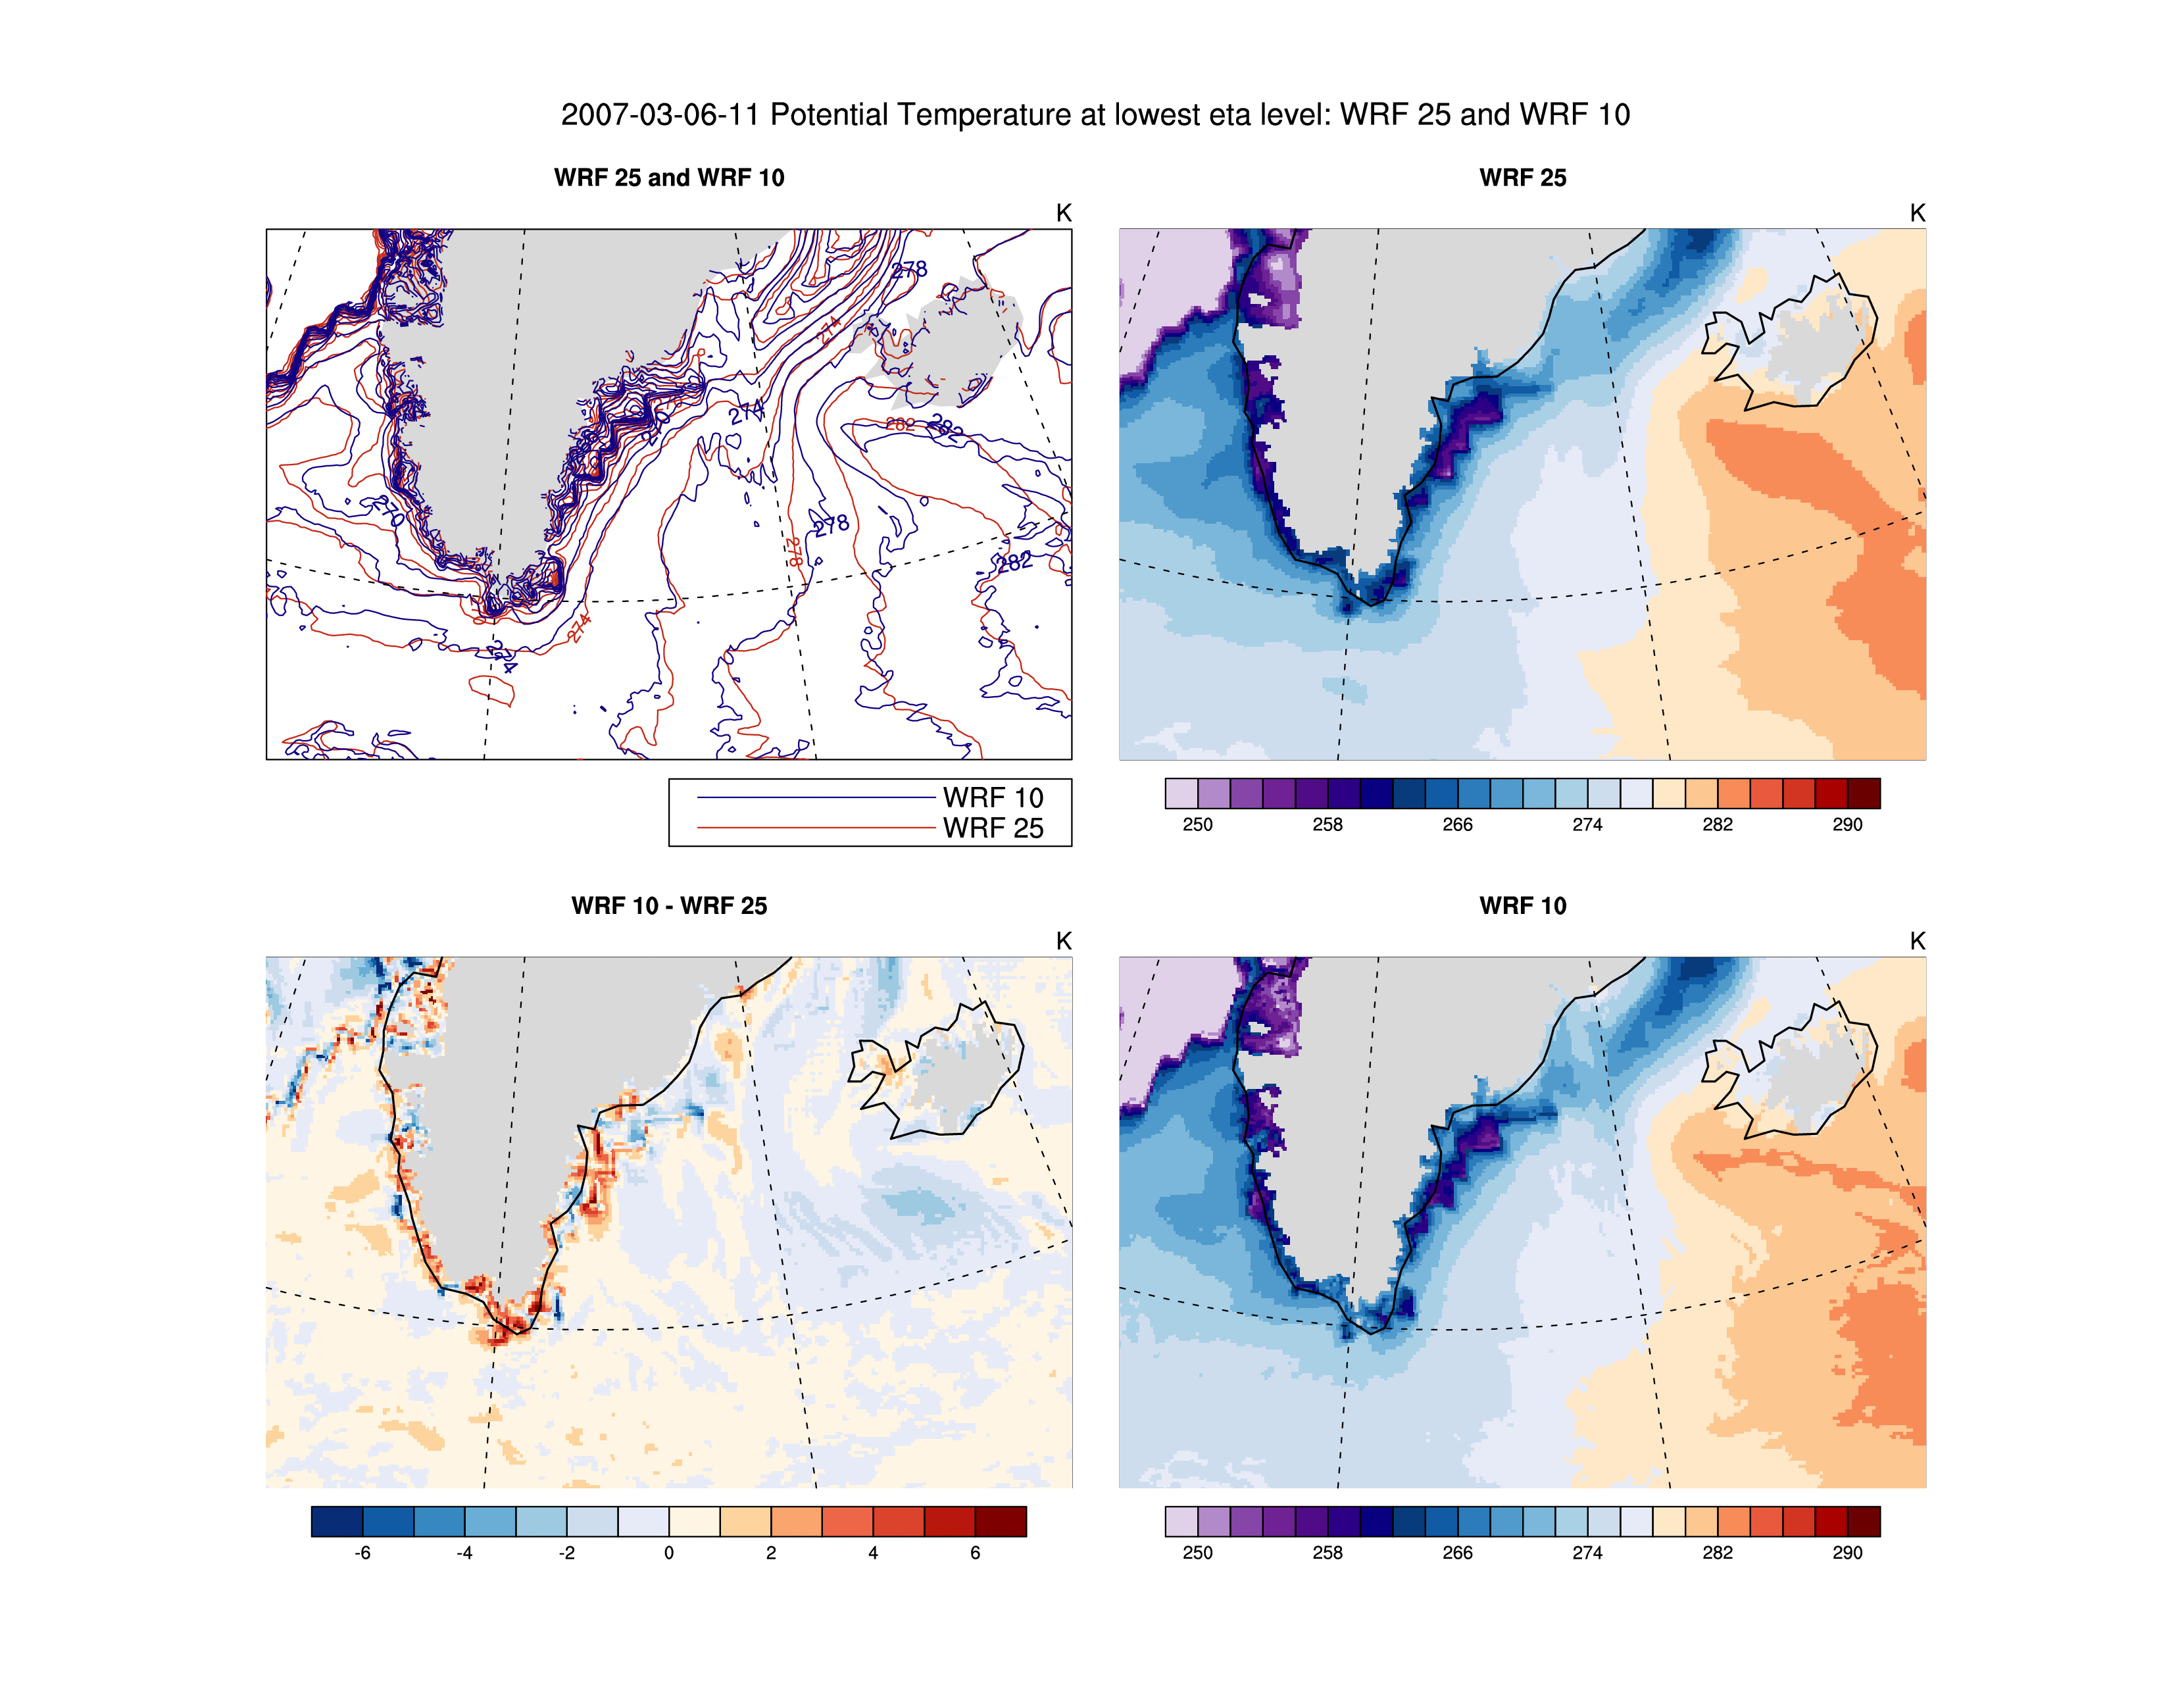 2007-03-06-11 Potential Temperature at lowest eta level: WRF 25 and WRF 10
WRF 25 and WRF 10
K
278
274
274
282
282
270
278
278
282
270
274
274
WRF 10
WRF 25
WRF 25
K
250 258 266 274 282 290
WRF 10 - WRF 25
K
-6 -4 -2 0 2 4 6
WRF 10
K
250 258 266 274 282 290